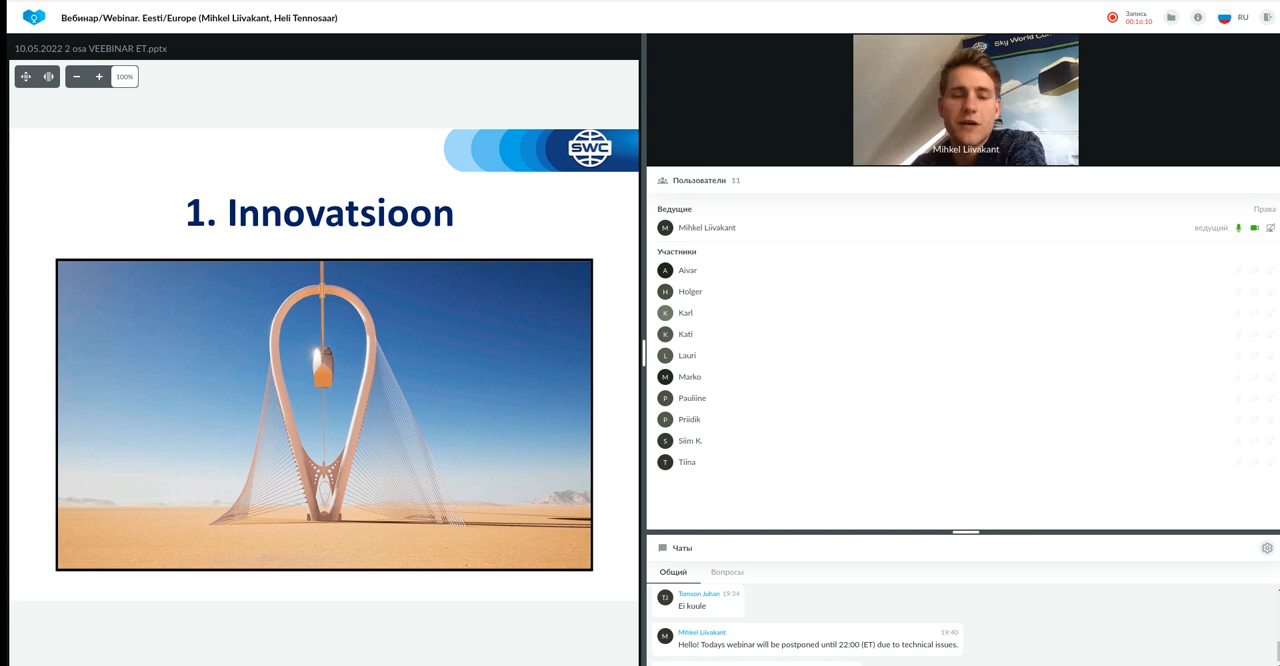 Вебинар/Webinar. Eesti/Europe (Mihkel Liivakant, Heli Tennosaar)
Запись
00:16:10
RU
10.05.2022 2 osa VEEBINAR ET.pptx
100%
SWC
1. Innovatsioon
Sky World
Mihkel Liivakant
Пользователи 11
Ведущие Права
M Mihkel Liivakant ведущий
Участники
A Aivar
H Holger
K Karl
K Kati
L Lauri
M Marko
P Pauliine
P Priidik
S Siim K.
T Tiina
Чаты
Общий Вопросы
TJ Tomson Juhan 19:34
Ei kuule
M Mihkel Liivakant 19:40
Hello! Todays webinar will be postponed until 22:00 (ET) due to technical issues.